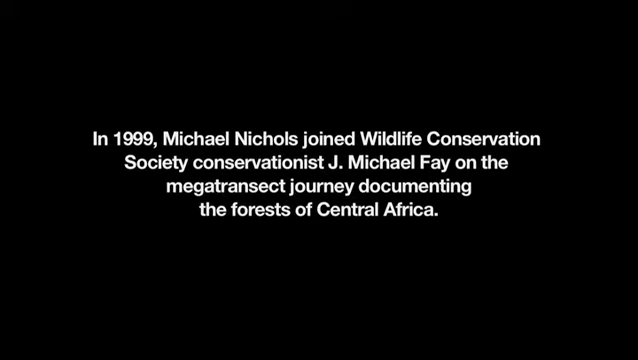 In 1999, Michael Nichols joined Wildlife Conservation
Society conservationist J. Michael Fay on the
megatransect journey documenting
the forests of Central Africa.